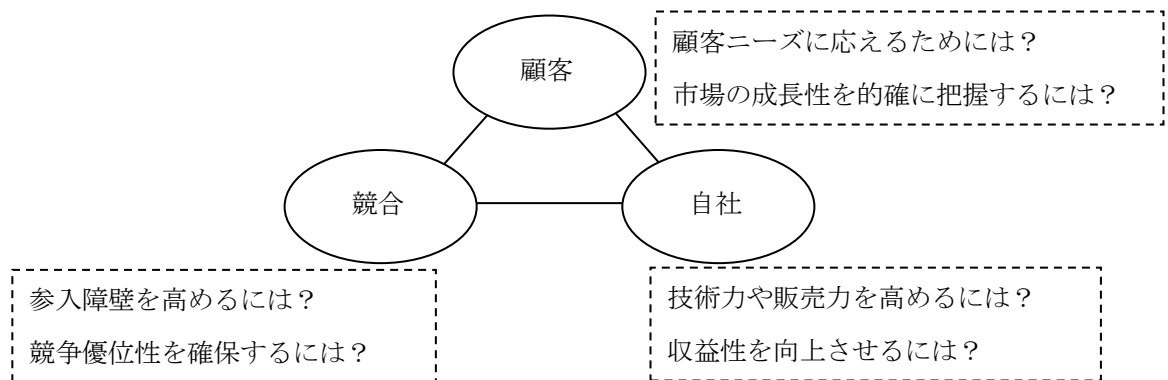 顧客
顧客ニーズに応えるためには？
市場の成長性を的確に把握するには？
競合
自社
参入障壁を高めるには？
競争優位性を確保するには？
技術力や販売力を高めるには？
収益性を向上させるには？